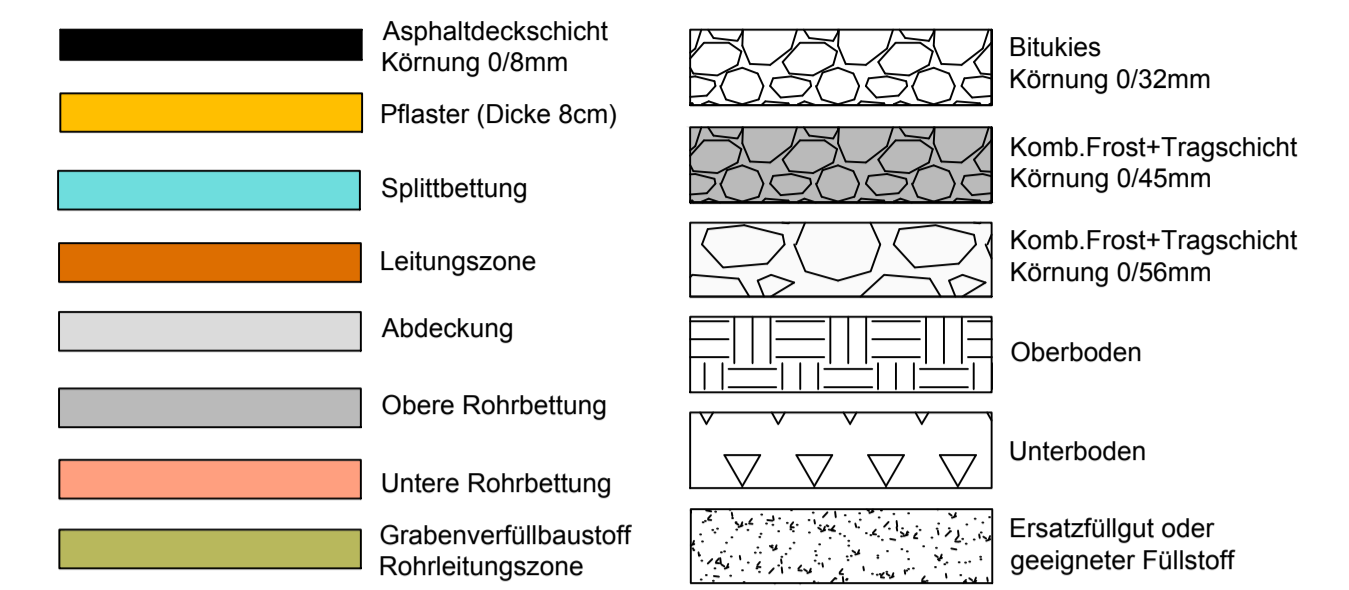 Asphaltdeckschicht
Körnung 0/8mm
Pflaster (Dicke 8cm)
Splittbettung
Leitungszone
Abdeckung
Obere Rohrbettung
Untere Rohrbettung
Grabenverfüllbaustoff
Rohrleitungszone
Bitukies
Körnung 0/32mm
Komb.Frost+Tragschicht
Körnung 0/45mm
Komb.Frost+Tragschicht
Körnung 0/56mm
Oberboden
Unterboden
Ersatzfüllgut oder
geeigneter Füllstoff